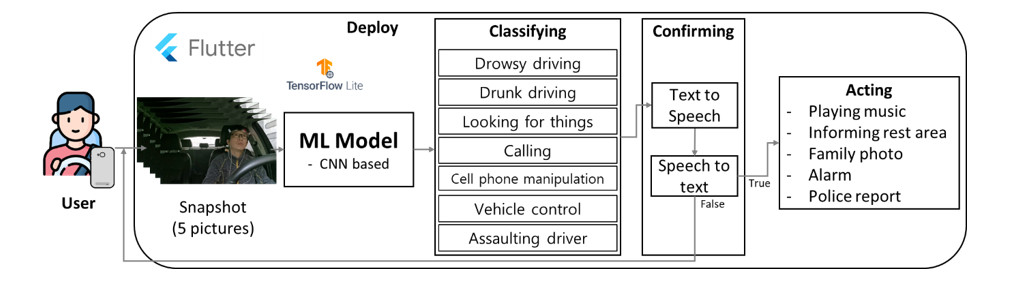 Flutter
Deploy
TensorFlow Lite
User
Snapshot
(5 pictures)
ML Model
- CNN based
Classifying
Drowsy driving
Drunk driving
Looking for things
Calling
Cell phone manipulation
Vehicle control
Assaulting driver
Confirming
Text to
Speech
Speech to
text
True
False
Acting
- Playing music
- Informing rest area
- Family photo
- Alarm
- Police report